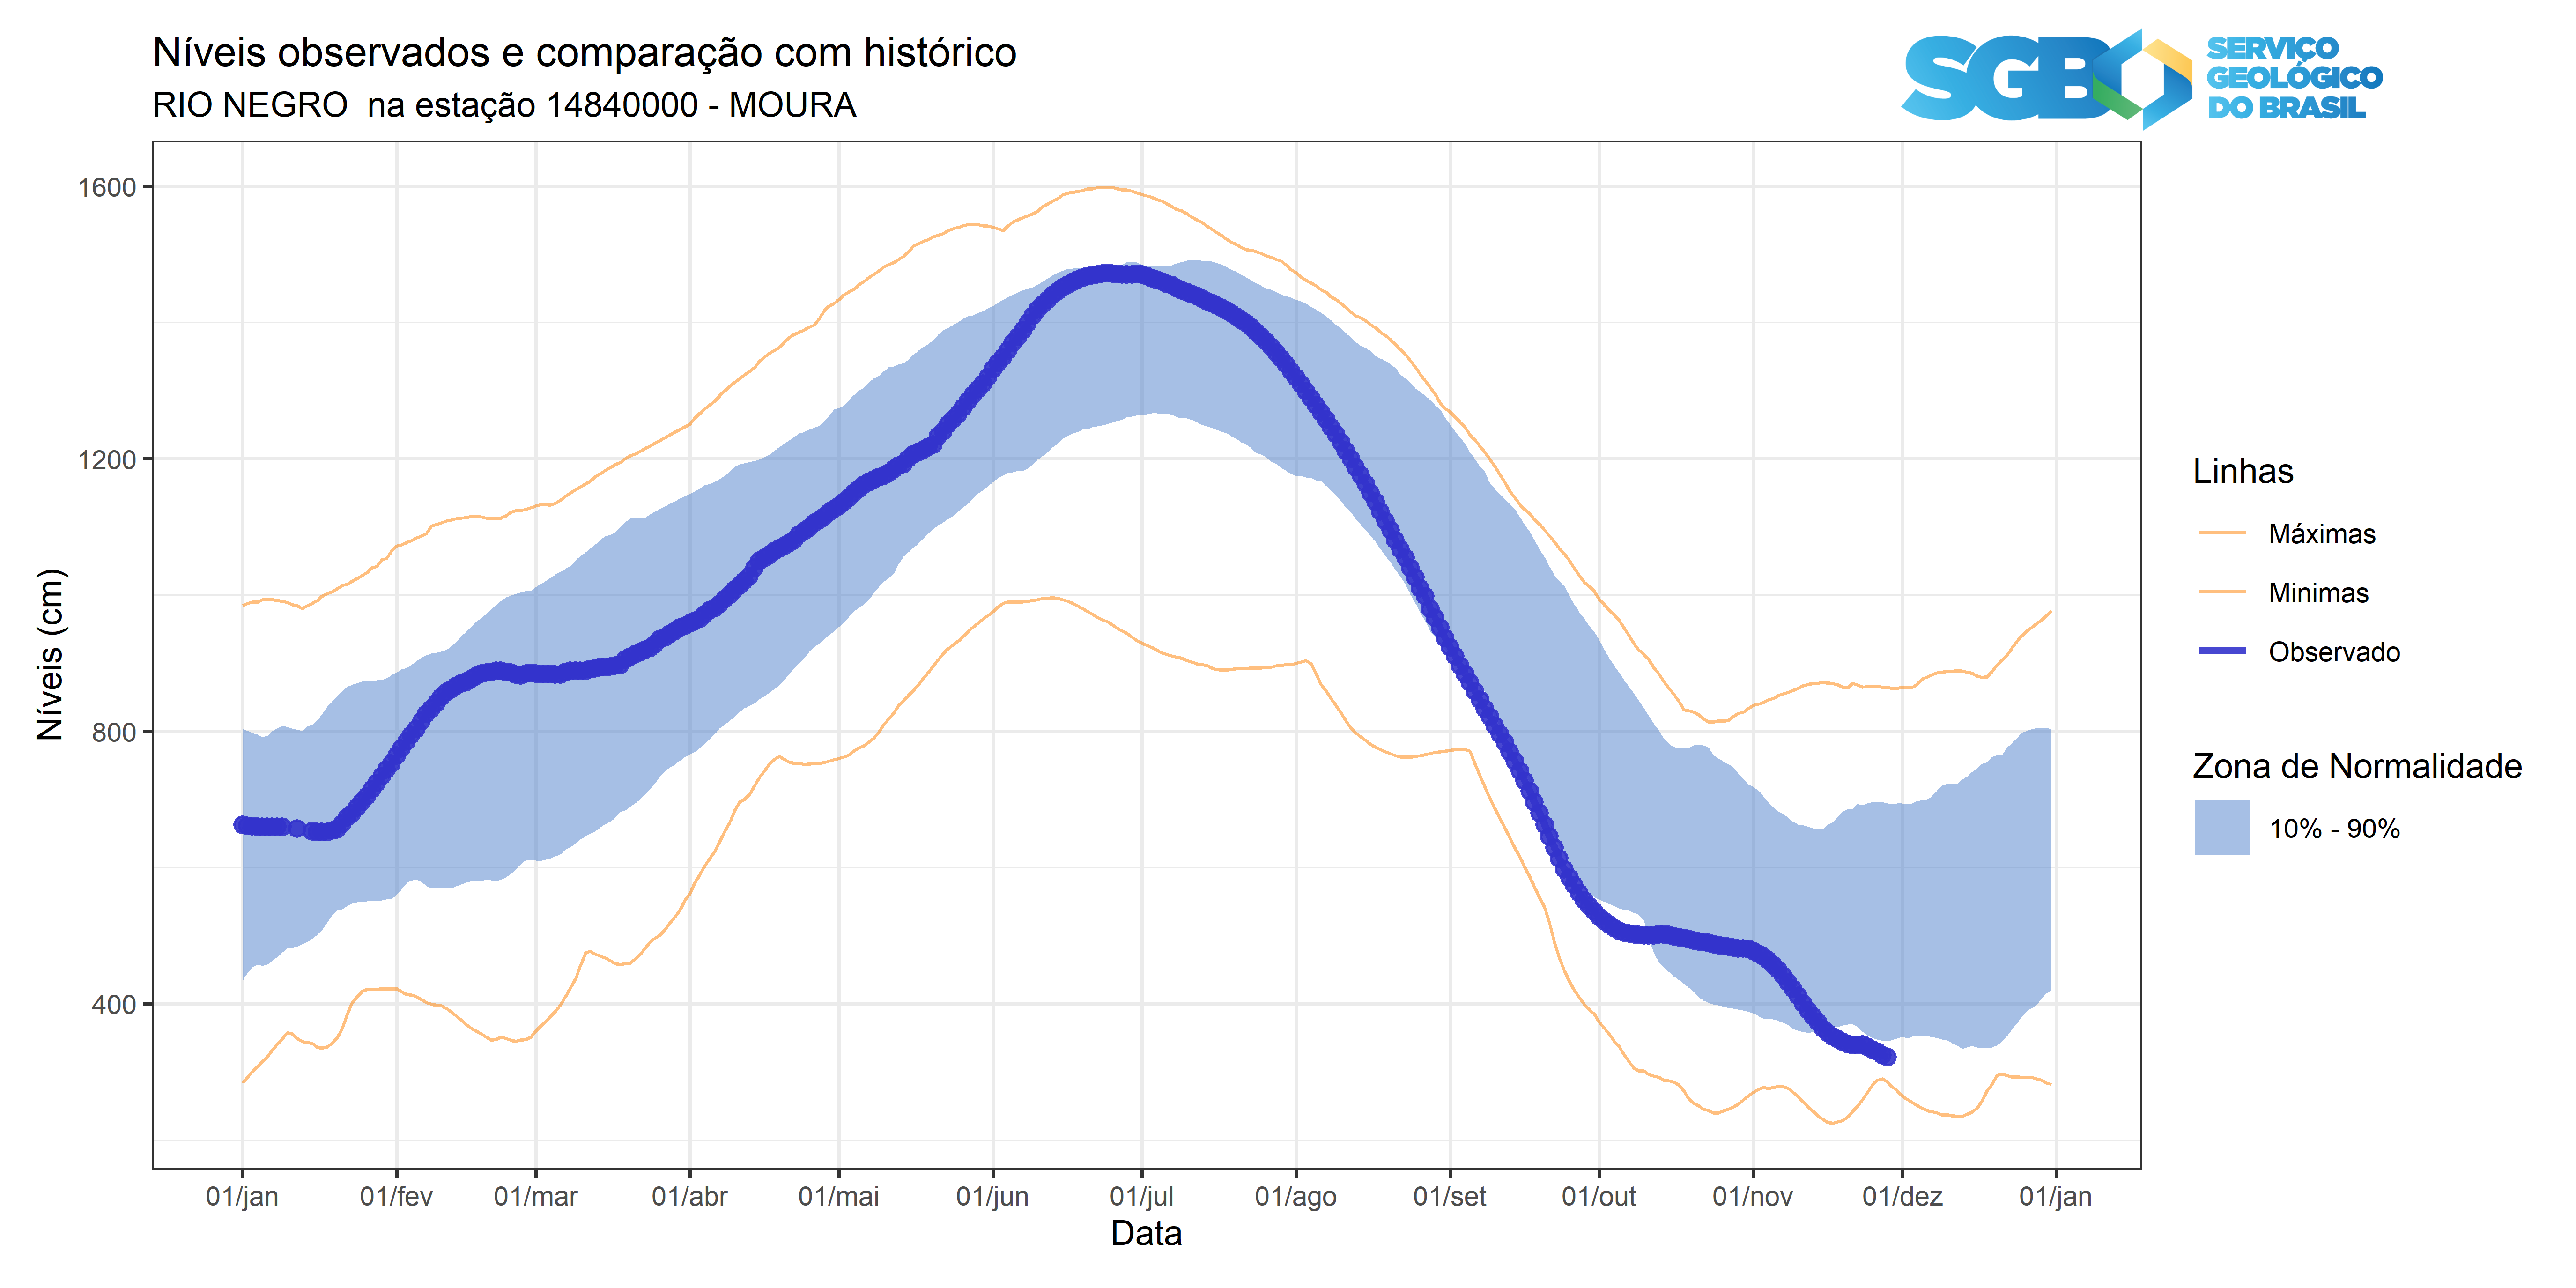 Níveis observados e comparação com histórico
RIO NEGRO  na estação 14840000 - MOURA
SGB
SERVIÇO
GEOLÓGICO
DO BRASIL
Níveis (cm)
1600
1200
800
400
01/jan 01/fev 01/mar 01/abr 01/mai 01/jun 01/jul 01/ago 01/set 01/out 01/nov 01/dez 01/jan
Data
Linhas
Máximas
Minimas
Observado
Zona de Normalidade
10% - 90%